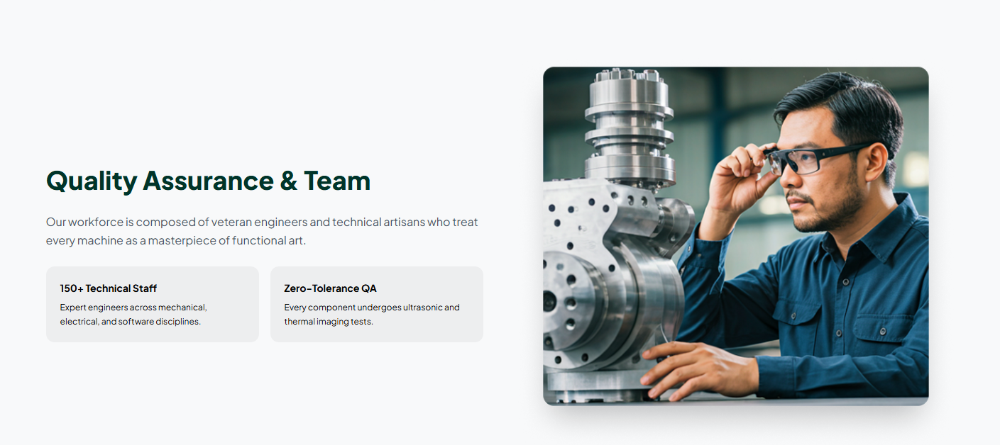 Quality Assurance & Team
Our workforce is composed of veteran engineers and technical artisans who treat
every machine as a masterpiece of functional art.
150+ Technical Staff
Expert engineers across mechanical,
electrical, and software disciplines.
Zero-Tolerance QA
Every component undergoes ultrasonic and
thermal imaging tests.